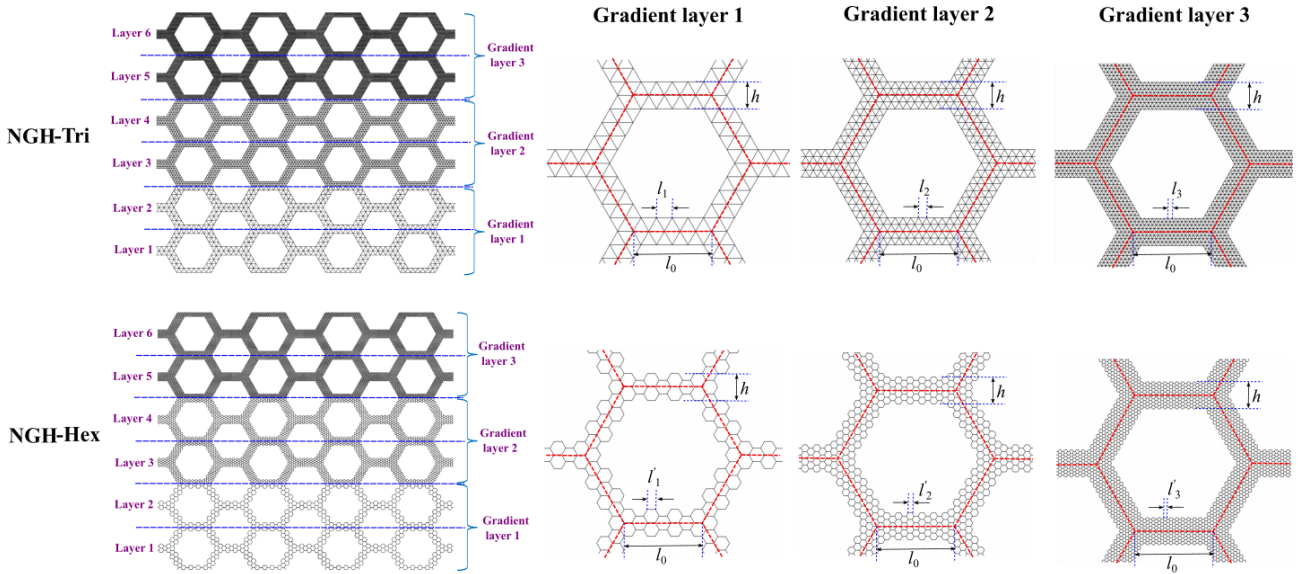 Gradient layer 1
Gradient layer 2
Gradient layer 3
NGH-Tri
Layer 6
Layer 5
Layer 4
Layer 3
Layer 2
Layer 1
Gradient
layer 3
Gradient
layer 2
Gradient
layer 1
h
l1
l0
h
l2
l0
h
l3
l0
NGH-Hex
Layer 6
Layer 5
Layer 4
Layer 3
Layer 2
Layer 1
Gradient
layer 3
Gradient
layer 2
Gradient
layer 1
h
l'1
l0
h
l'2
l0
h
l'3
l0